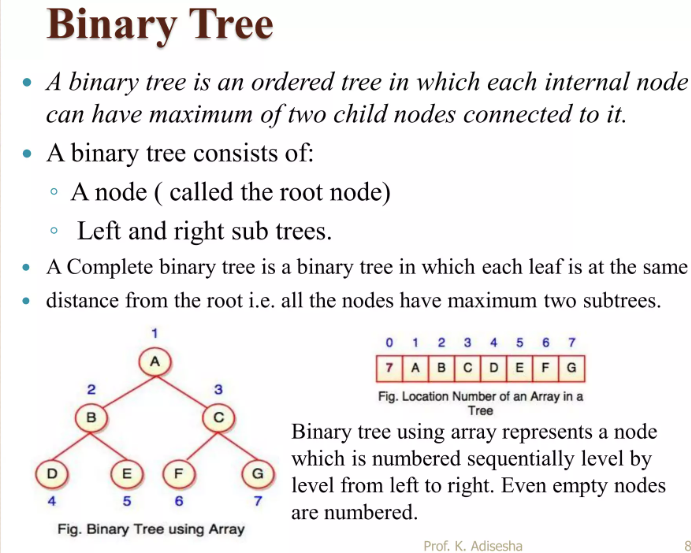 Binary Tree
• A binary tree is an ordered tree in which each internal node
can have maximum of two child nodes connected to it.
• A binary tree consists of:
◦ A node ( called the root node)
◦ Left and right sub trees.
• A Complete binary tree is a binary tree in which each leaf is at the same
• distance from the root i.e. all the nodes have maximum two subtrees.
1
A
2 3
B C
D E F G
4 5 6 7
Fig. Binary Tree using Array
0 1 2 3 4 5 6 7
7 A B C D E F G
Fig. Location Number of an Array in a
Tree
Binary tree using array represents a node
which is numbered sequentially level by
level from left to right. Even empty nodes
are numbered.
Prof. K. Adisesha 8